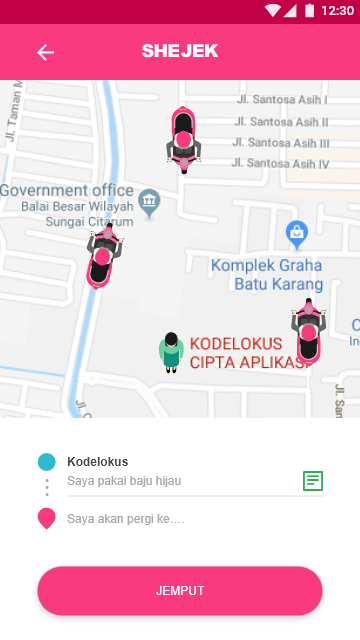 12:30
SHEJEK
Jl. Taman M
Jl. Santosa Asih I
Jl. Santosa Asih II
Jl. Santosa Asih III
Jl. Santosa Asih IV
Government office
Balai Besar Wilayah
Sungai Citarum
Komplek Graha
Batu Karang
KODELOKUS
CIPTA APLIKASI
C
In
Jl. C
Jl. San
Kodelokus
Saya pakai baju hijau
Saya akan pergi ke....
JEMPUT